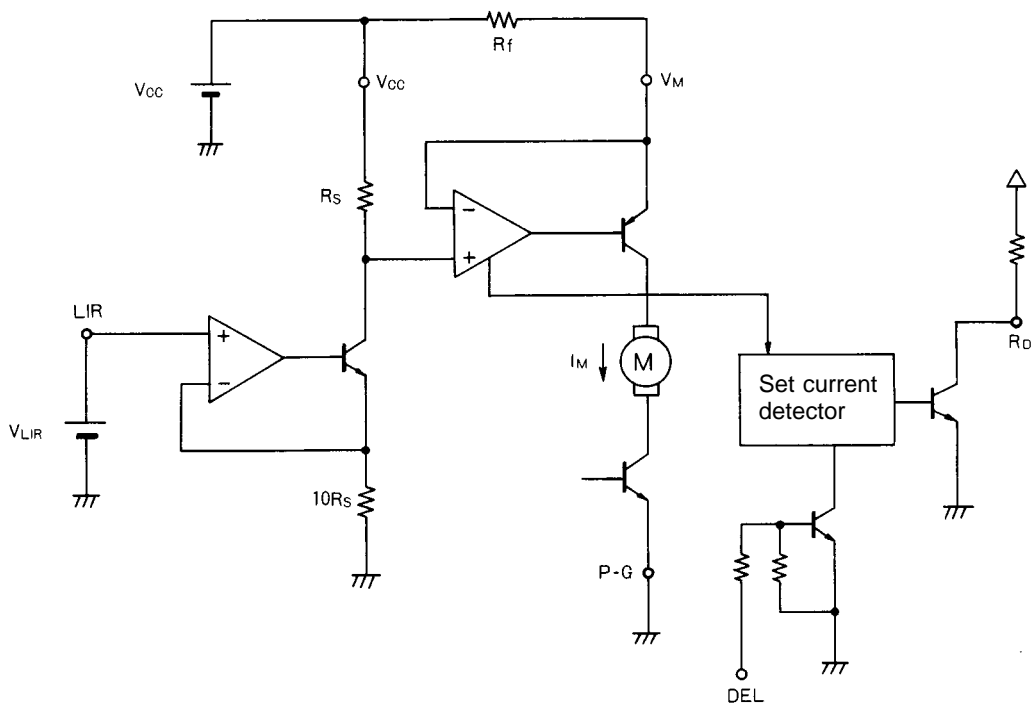 Rf
VCC
VCC
VM
RS
−
+
LIR
+
−
IM
M
RD
Set current
detector
VLIR
10RS
P-G
DEL